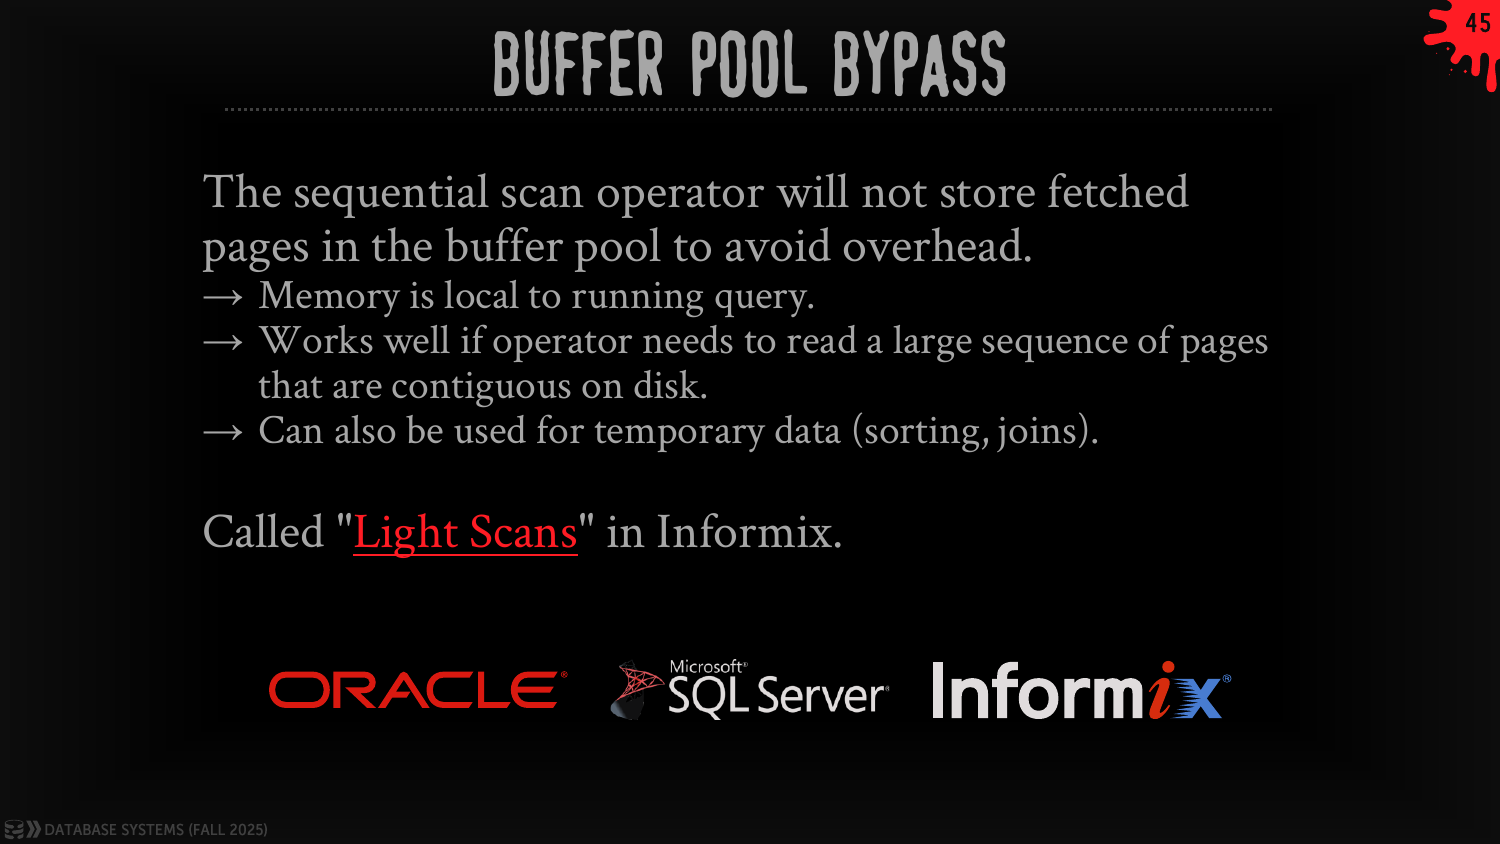 45
BUFFER POOL BYPASS
The sequential scan operator will not store fetched
pages in the buffer pool to avoid overhead.
→ Memory is local to running query.
→ Works well if operator needs to read a large sequence of pages
that are contiguous on disk.
→ Can also be used for temporary data (sorting, joins).
Called "Light Scans" in Informix.
ORACLE®
Microsoft®
SQL Server®
Informix®
DATABASE SYSTEMS (FALL 2025)